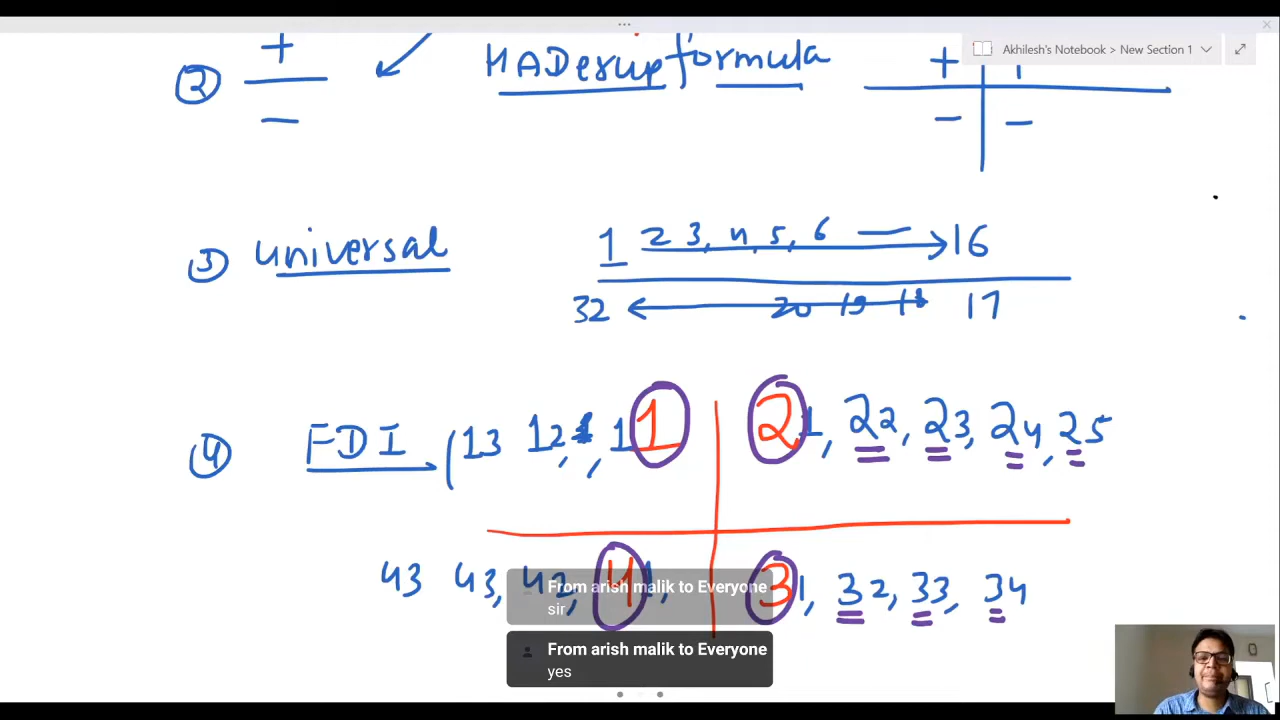 Akhilesh's Notebook > New Section 1
+ HADerup formula + |
② — — —
③ universal 1 2 3, 4, 5, 6 — 16
32 20 19 18 17
④ FDI (13 12, , 11 21, 22, 23, 24, 25
43 43, 42, 41, 31, 32, 33, 34
From arish malik to Everyone
sir
From arish malik to Everyone
yes